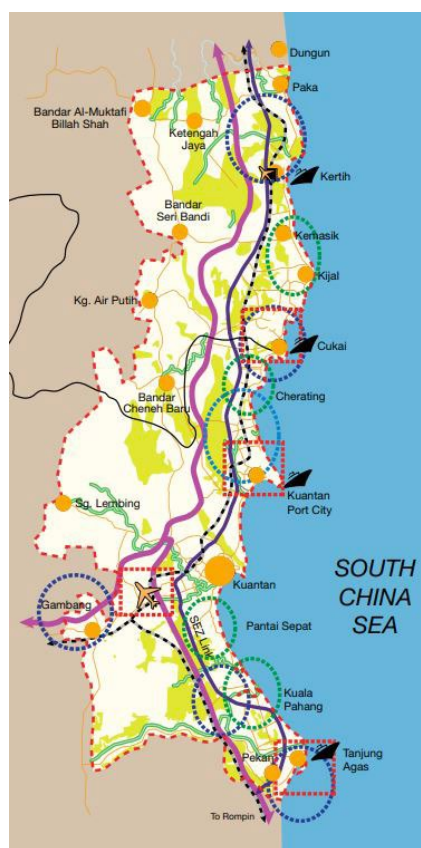 Dungun
Paka
Bandar Al-Muktafi
Billah Shah
Ketengah
Jaya
Kertih
Bandar
Seri Bandi
Kemasik
Kijal
Kg. Air Putih
Cukai
Bandar
Cheneh Baru
Cherating
Sg. Lembing
Kuantan
Port City
Kuantan
SOUTH
CHINA
SEA
Gambang
Pantai Sepat
SEZ Link
Kuala
Pahang
Pekan
Tanjung
Agas
To Rompin